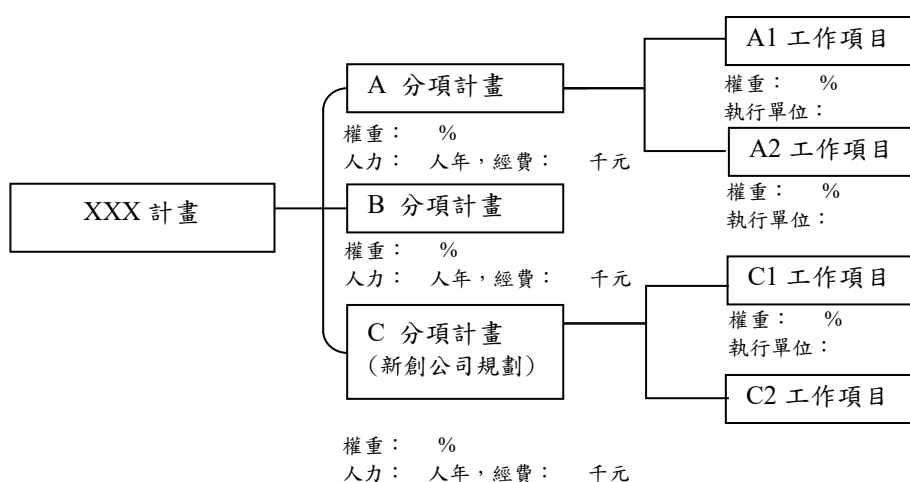 XXX 計畫
A 分項計畫
權重： %
人力： 人年，經費： 千元
A1 工作項目
權重： %
執行單位：
A2 工作項目
權重： %
執行單位：
B 分項計畫
權重： %
人力： 人年，經費： 千元
C 分項計畫
（新創公司規劃）
權重： %
人力： 人年，經費： 千元
C1 工作項目
權重： %
執行單位：
C2 工作項目